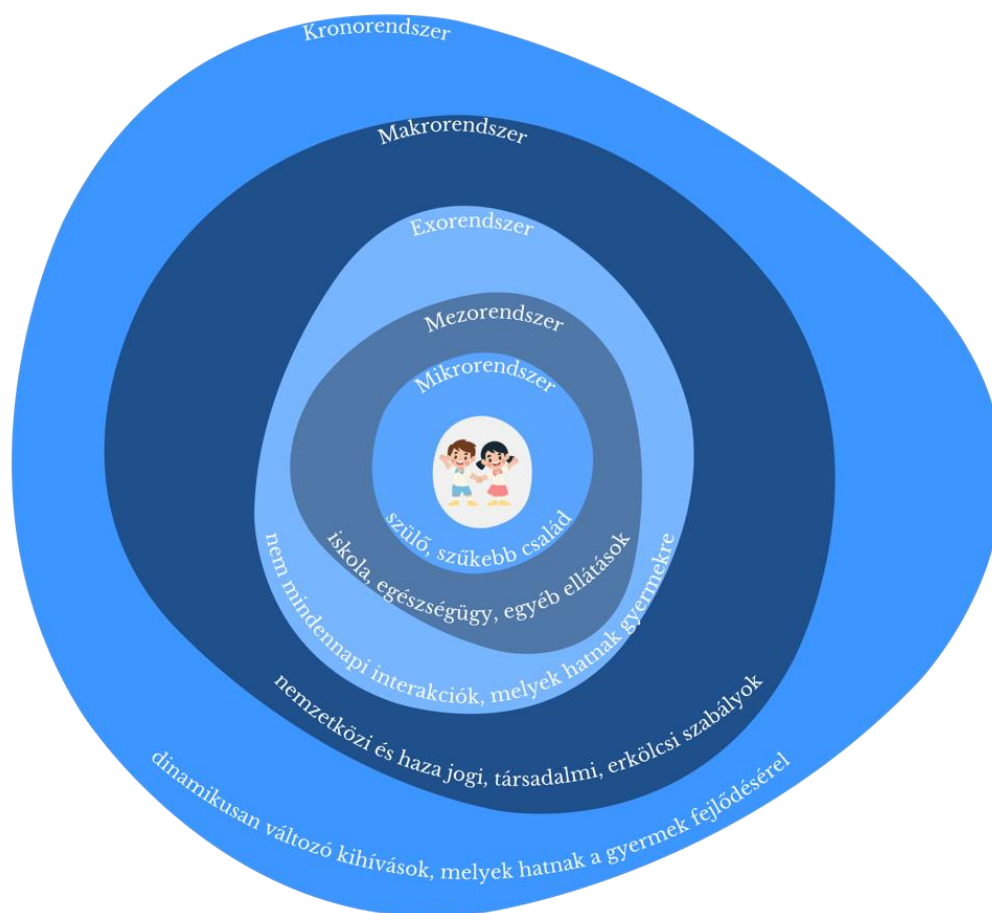 Kronorendszer
Makrorendszer
Exorendszer
Mezorendszer
Mikrorendszer
szülő, szűkebb család
iskola, egészségügy, egyéb ellátások
nem mindennapi interakciók, melyek hatnak gyermekre
nemzetközi és haza jogi, társadalmi, erkölcsi szabályok
dinamikusan változó kihívások, melyek hatnak a gyermek fejlődésérel